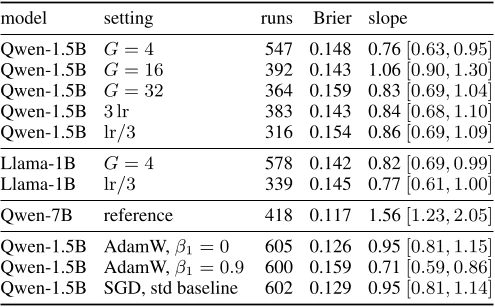 model setting runs Brier slope
Qwen-1.5B G = 4 547 0.148 0.76 [0.63, 0.95]
Qwen-1.5B G = 16 392 0.143 1.06 [0.90, 1.30]
Qwen-1.5B G = 32 364 0.159 0.83 [0.69, 1.04]
Qwen-1.5B 3 lr 383 0.143 0.84 [0.68, 1.10]
Qwen-1.5B lr/3 316 0.154 0.86 [0.69, 1.09]
Llama-1B G = 4 578 0.142 0.82 [0.69, 0.99]
Llama-1B lr/3 339 0.145 0.77 [0.61, 1.00]
Qwen-7B reference 418 0.117 1.56 [1.23, 2.05]
Qwen-1.5B AdamW, β₁ = 0 605 0.126 0.95 [0.81, 1.15]
Qwen-1.5B AdamW, β₁ = 0.9 600 0.159 0.71 [0.59, 0.86]
Qwen-1.5B SGD, std baseline 602 0.129 0.95 [0.81, 1.14]